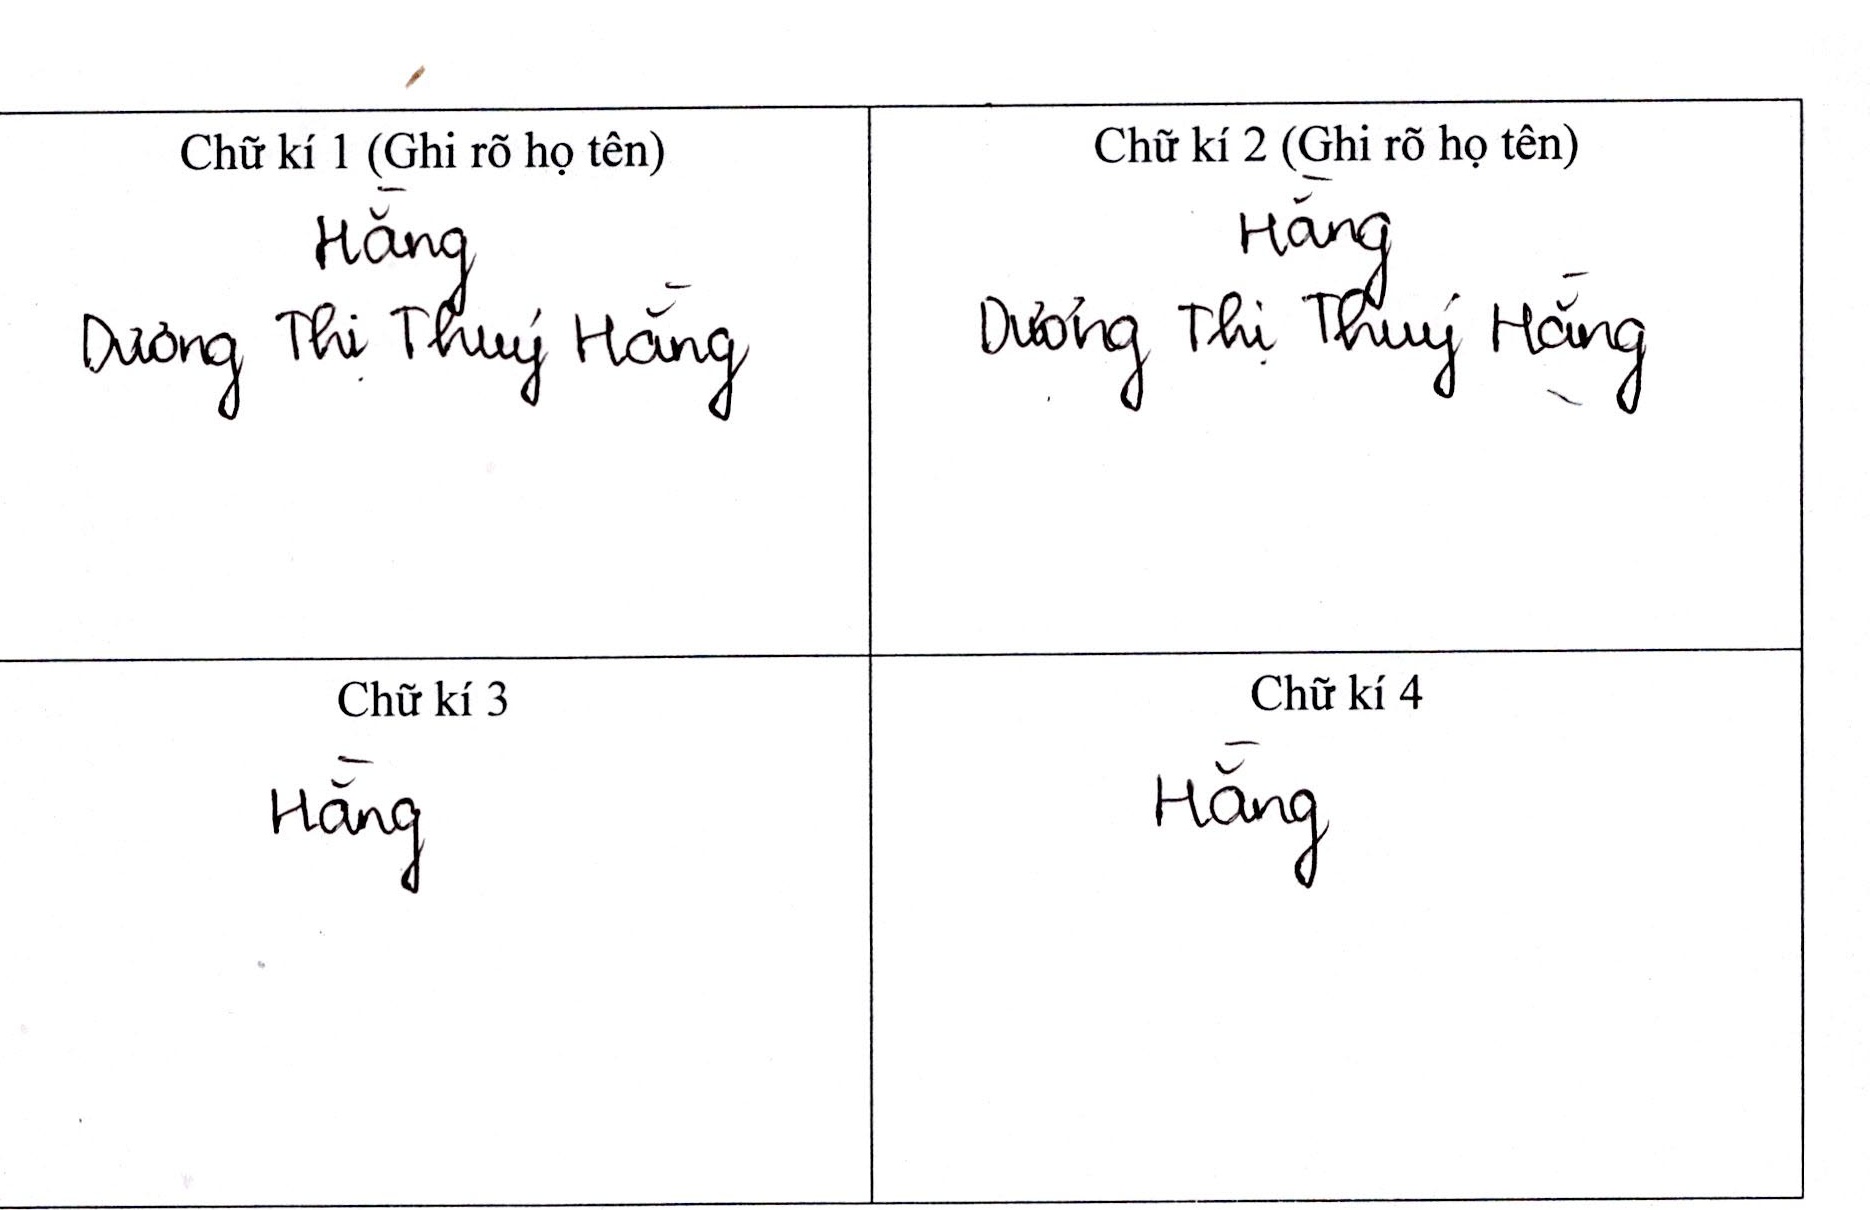 Chữ kí 1 (Ghi rõ họ tên)
Hằng
Dương Thị Thuý Hằng
Chữ kí 2 (Ghi rõ họ tên)
Hằng
Dương Thị Thuý Hằng
Chữ kí 3
Hằng
Chữ kí 4
Hằng